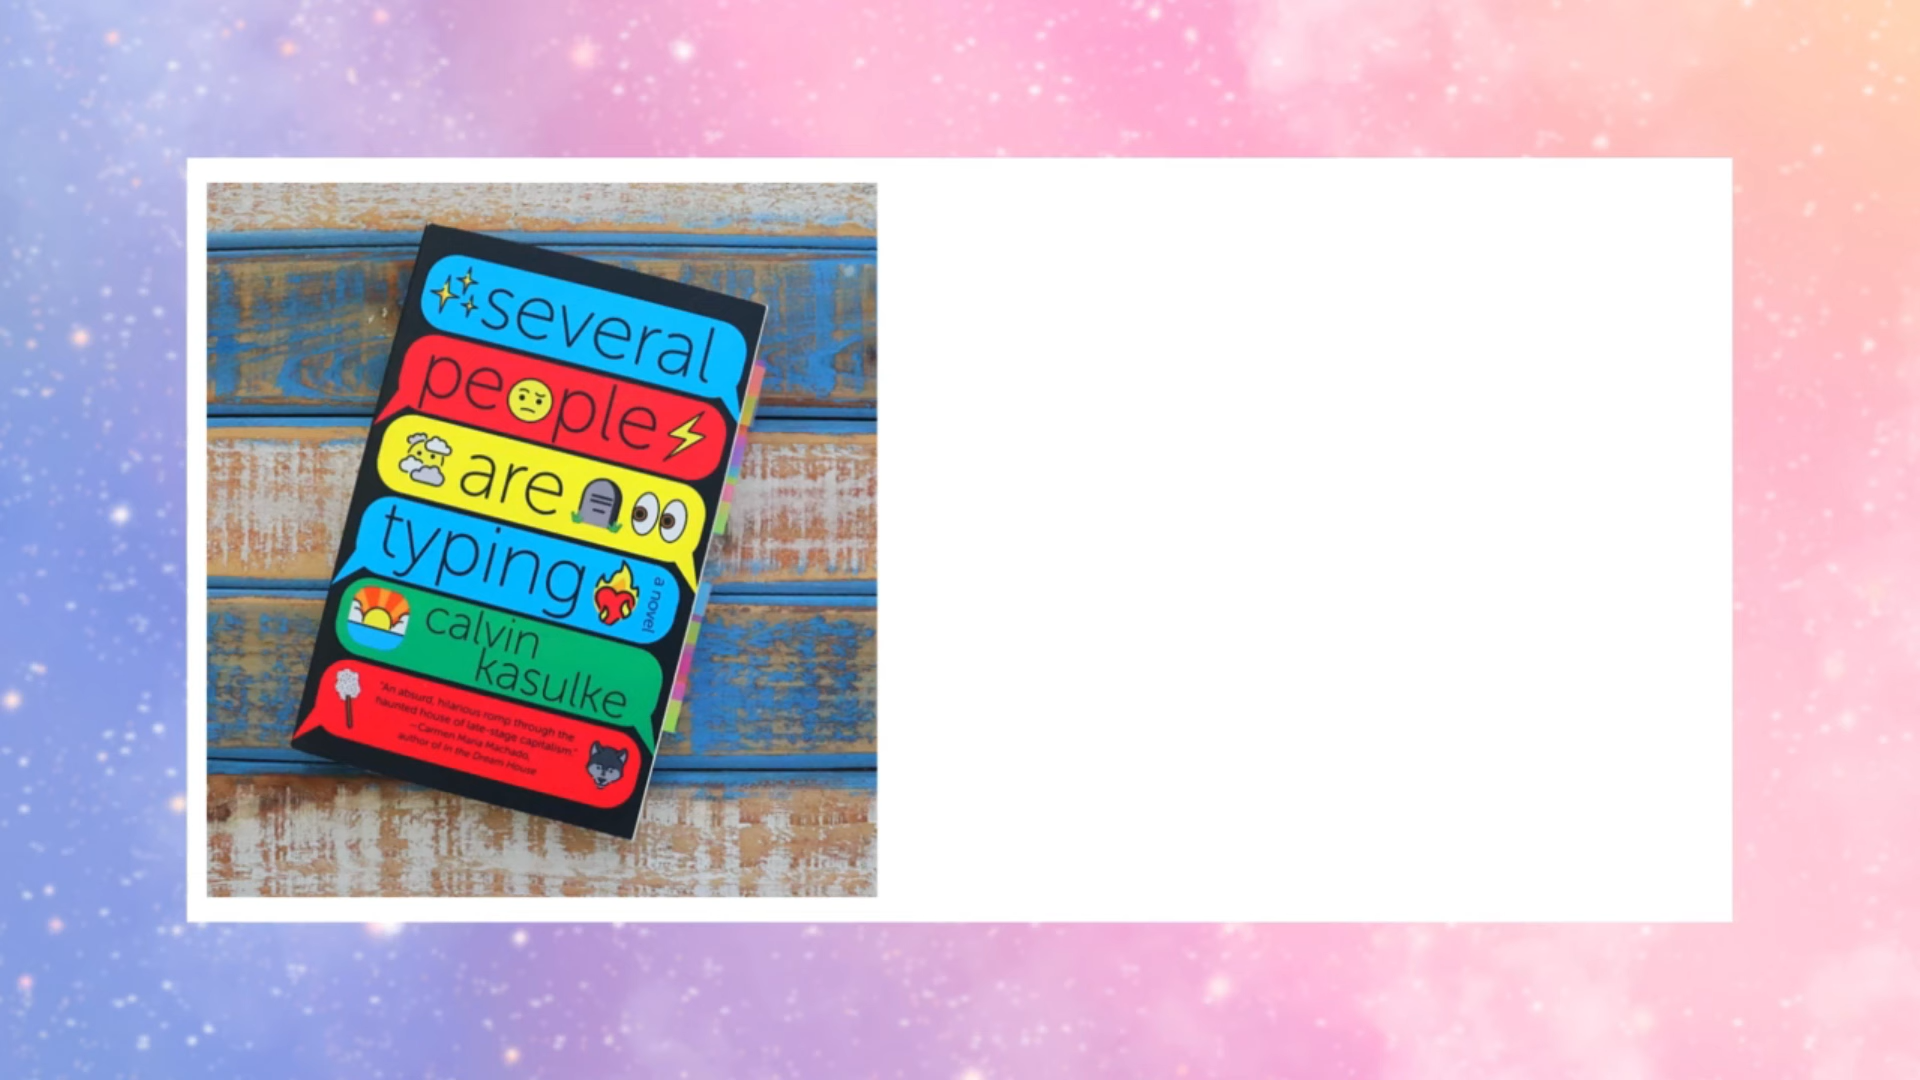 several
people
are
typing
a novel
calvin
kasulke
"An absurd, hilarious romp through the
haunted house of late-stage capitalism."
—Carmen Maria Machado,
author of In the Dream House